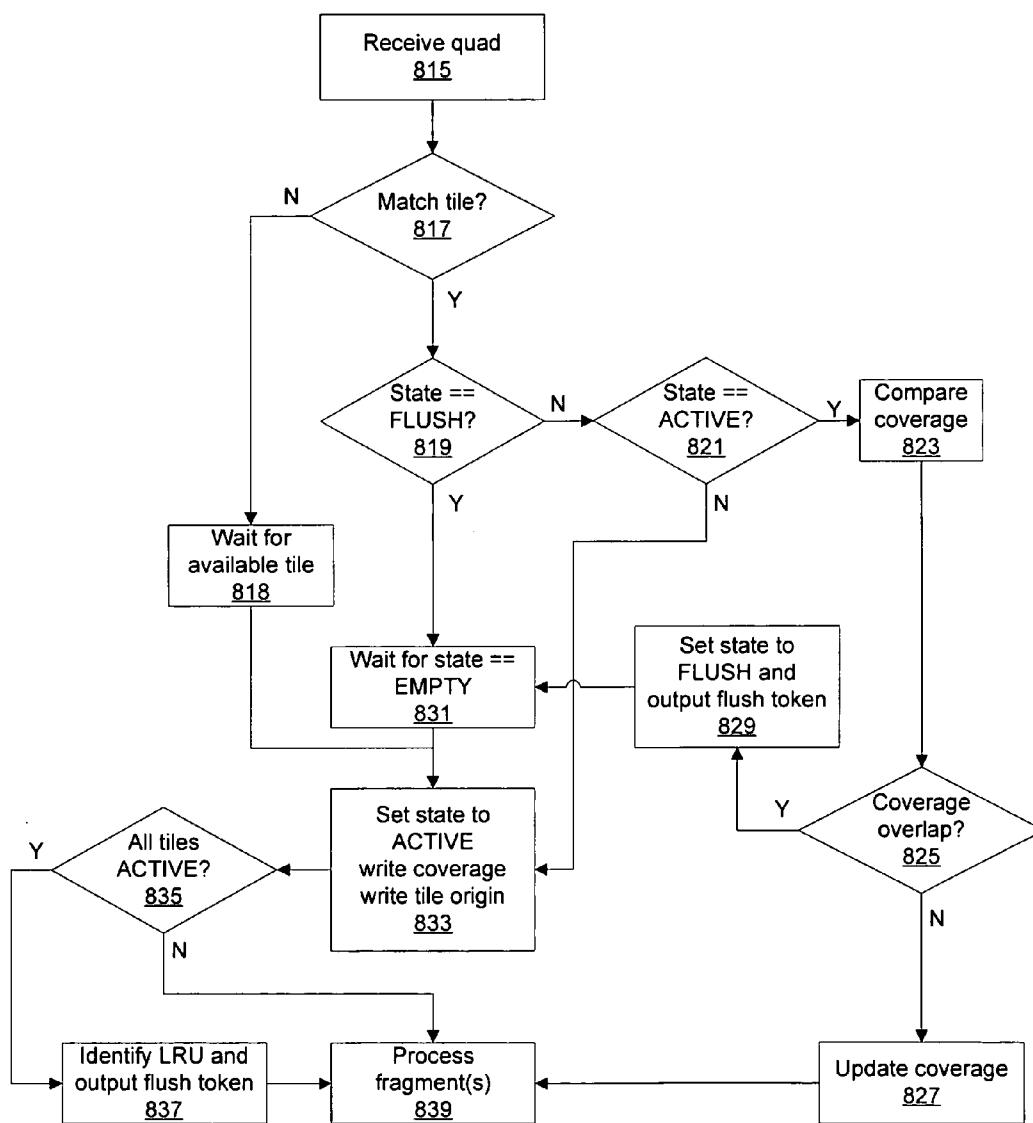 Receive quad
815
N
Match tile?
817
Y
State ==
FLUSH?
819
N
State ==
ACTIVE?
821
Y
Compare
coverage
823
Y
N
Wait for
available tile
818
Wait for state ==
EMPTY
831
Set state to
FLUSH and
output flush token
829
Y
Coverage
overlap?
825
Y
All tiles
ACTIVE?
835
Set state to
ACTIVE
write coverage
write tile origin
833
N
N
Identify LRU and
output flush token
837
Process
fragment(s)
839
Update coverage
827